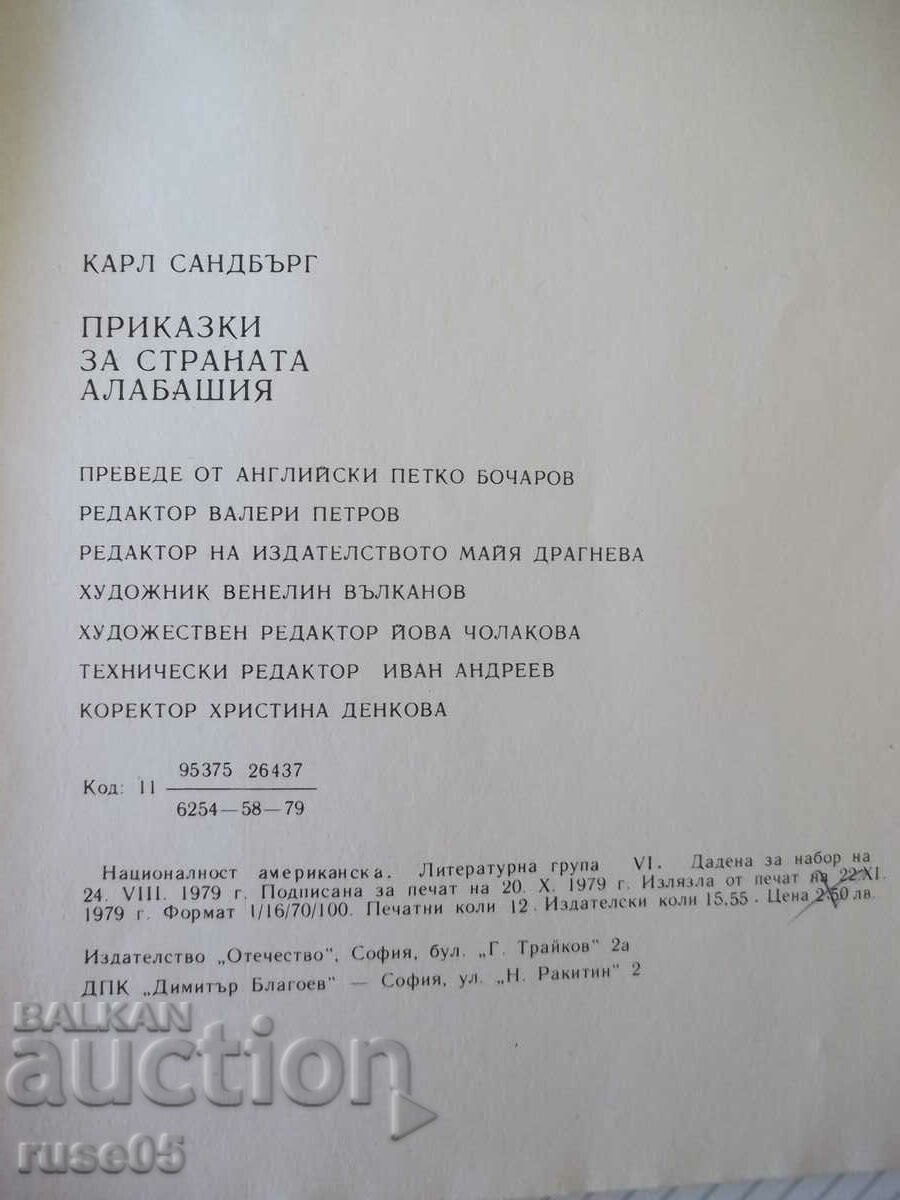 КАРЛ САНДБЪРГ
ПРИКАЗКИ
ЗА СТРАНАТА
АЛАБАШИЯ
ПРЕВЕДЕ ОТ АНГЛИЙСКИ ПЕТКО БОЧАРОВ
РЕДАКТОР ВАЛЕРИ ПЕТРОВ
РЕДАКТОР НА ИЗДАТЕЛСТВОТО МАЙЯ ДРАГНЕВА
ХУДОЖНИК ВЕНЕЛИН ВЪЛКАНОВ
ХУДОЖЕСТВЕН РЕДАКТОР ЙОВА ЧОЛАКОВА
ТЕХНИЧЕСКИ РЕДАКТОР ИВАН АНДРЕЕВ
КОРЕКТОР ХРИСТИНА ДЕНКОВА
95375 26437
Код: 11
6254—58—79
Националност американска. Литературна група VI. Дадена за набор на
24. VIII. 1979 г. Подписана за печат на 20. X. 1979 г. Излязла от печат на 22 XI.
1979 г. Формат 1/16/70/100. Печатни коли 12. Издателски коли 15,55. Цена 2,50 лв.
Издателство „Отечество", София, бул. „Г. Трайков" 2а
ДПК „Димитър Благоев" — София, ул. „Н. Ракитин" 2
BALKAN
auction
ruse05